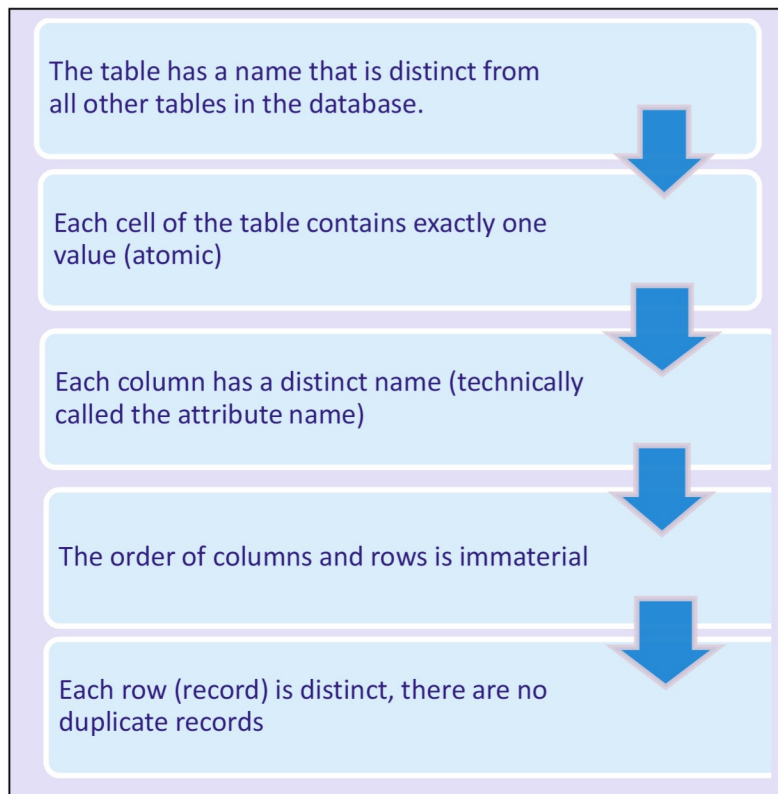 The table has a name that is distinct from
all other tables in the database.
Each cell of the table contains exactly one
value (atomic)
Each column has a distinct name (technically
called the attribute name)
The order of columns and rows is immaterial
Each row (record) is distinct, there are no
duplicate records